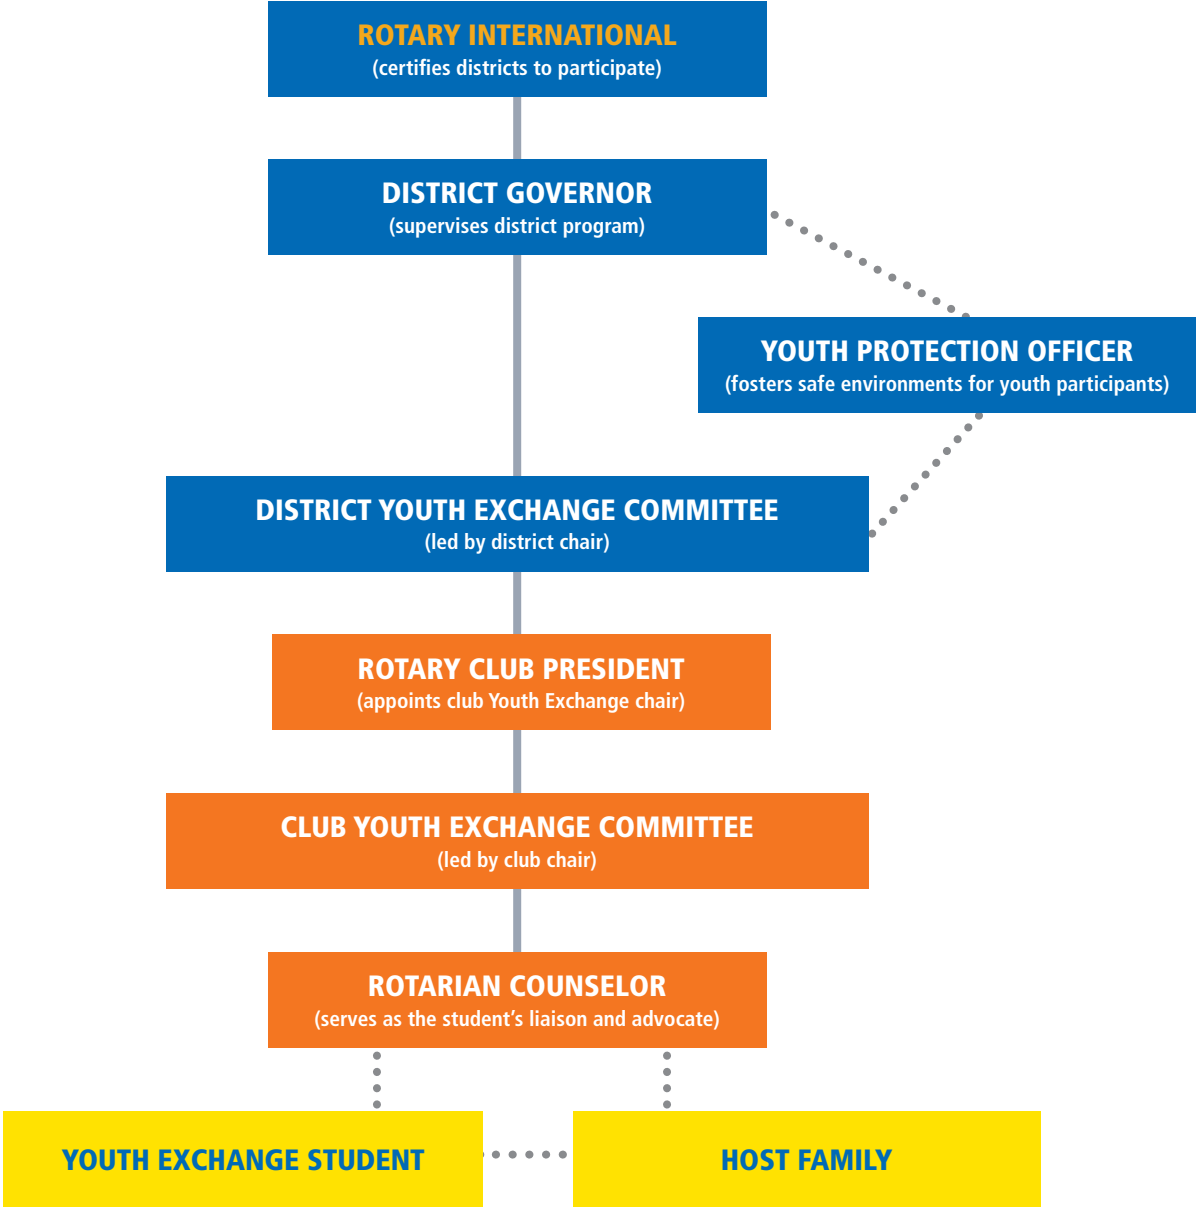 ROTARY INTERNATIONAL
(certifies districts to participate)
DISTRICT GOVERNOR
(supervises district program)
YOUTH PROTECTION OFFICER
(fosters safe environments for youth participants)
DISTRICT YOUTH EXCHANGE COMMITTEE
(led by district chair)
ROTARY CLUB PRESIDENT
(appoints club Youth Exchange chair)
CLUB YOUTH EXCHANGE COMMITTEE
(led by club chair)
ROTARIAN COUNSELOR
(serves as the student’s liaison and advocate)
YOUTH EXCHANGE STUDENT
HOST FAMILY